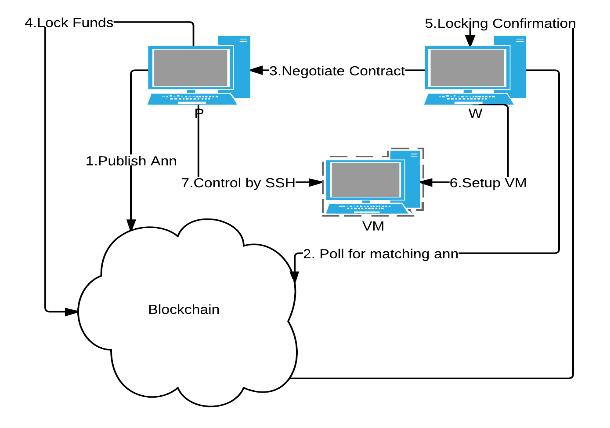 4.Lock Funds
5.Locking Confirmation
3.Negotiate Contract
P
W
1.Publish Ann
7.Control by SSH
6.Setup VM
VM
2. Poll for matching ann
Blockchain